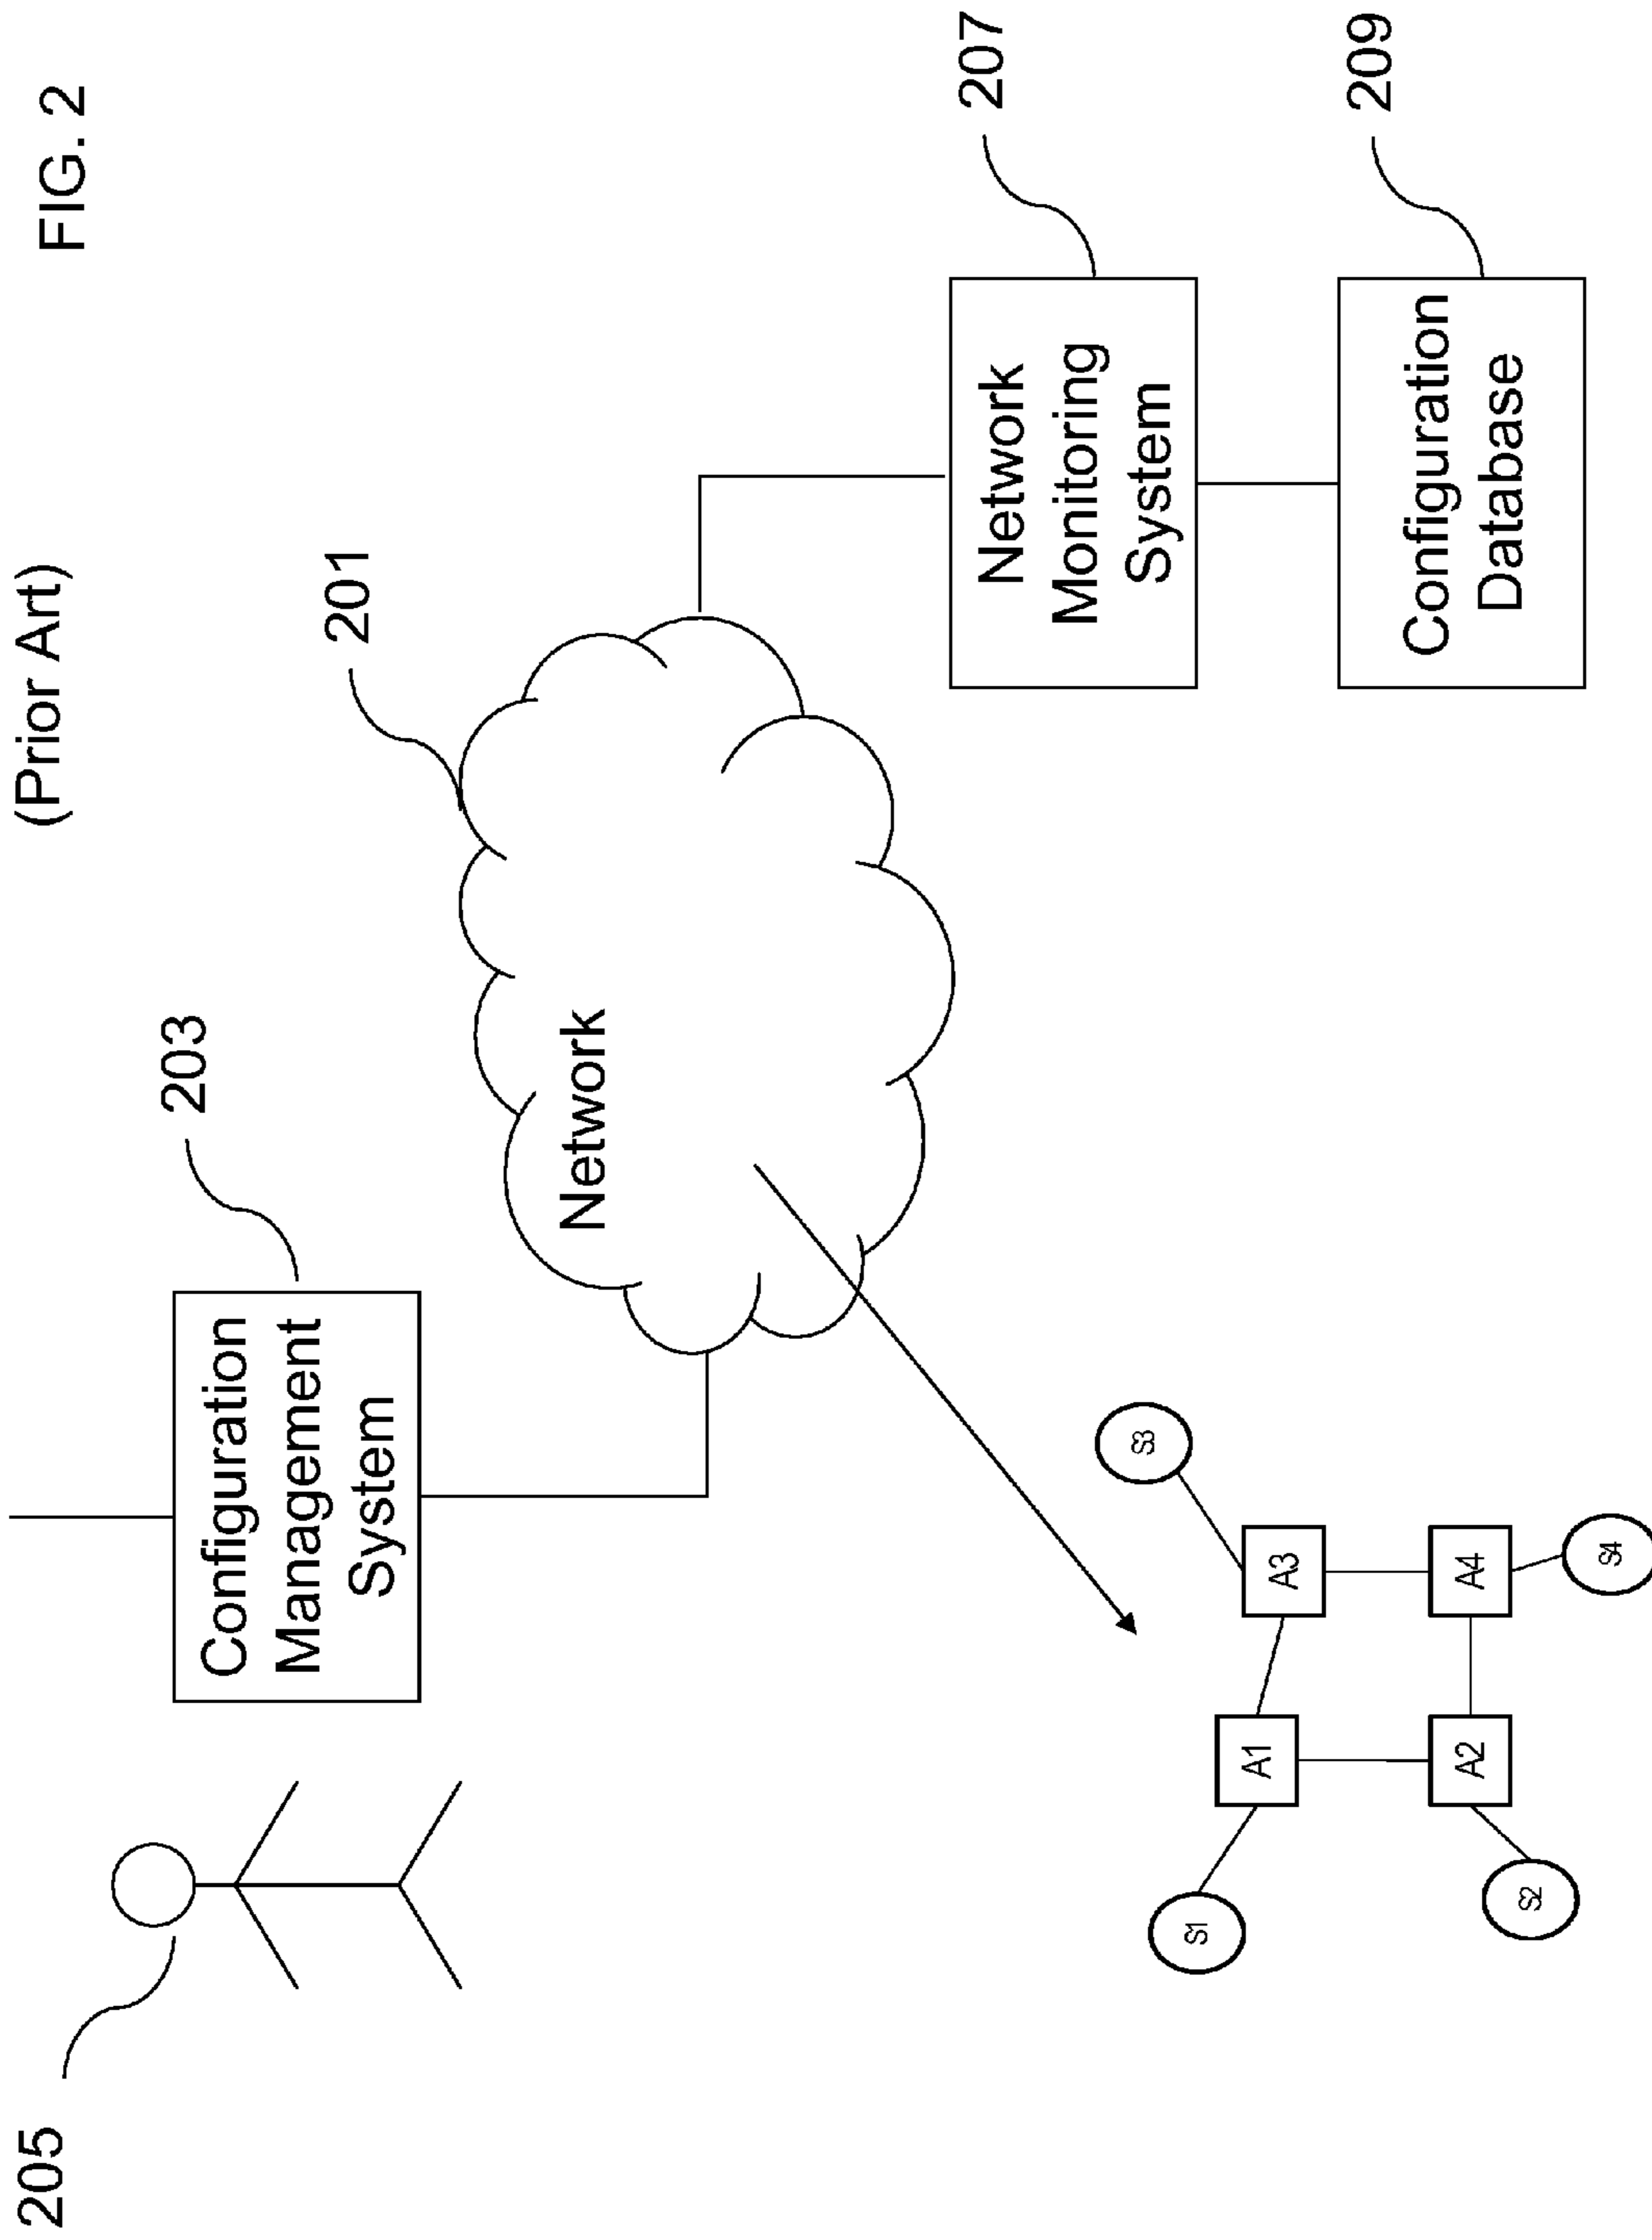 (Prior Art)
FIG. 2
205
203
Configuration
Management
System
201
Network
207
Network
Monitoring
System
209
Configuration
Database
S1
A1
A3
S3
S2
A2
A4
S4